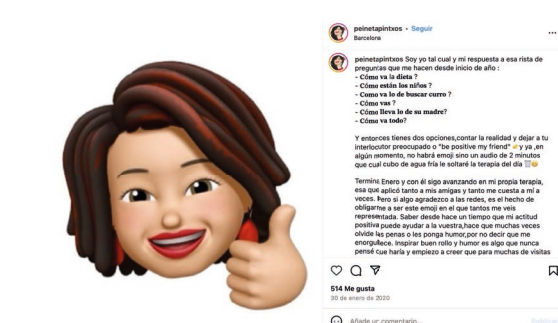 peinetapintxos • Seguir
Barcelona
peinetapintxos Soy yo tal cual y mi respuesta a esa rista de
preguntas que me hacen desde inicio de año :
- Cómo va la dieta ?
- Cómo están los niños ?
- Como va lo de buscar curro ?
- Cómo vas ?
- Cómo lleva lo de su madre?
- Cómo va todo?
Y entonces tienes dos opciones,contar la realidad y dejar a tu
interlocutor preocupado o "be positive my friend" 👉y ya ,en
algún momento, no habrá emoji sino un audio de 2 minutos
que cual cubo de agua fría le soltaré la terapia del día
Termina Enero y con él sigo avanzando en mi propia terapia,
esa que aplico tanto a mis amigas y tanto me cuesta a mí a
veces. Pero si algo agradezco a las redes, es el hecho de
obligarme a ser este emoji en el que tantos me veis
representada. Saber desde hace un tiempo que mi actitud
positiva puede ayudar a la vuestra,hace que muchas veces
olvide las penas o les ponga humor,por no decir que me
enorgullece. Inspirar buen rollo y humor es algo que nunca
pensé que haría y empiezo a creer que para muchas de visitas
514 Me gusta
30 de enero de 2020
Añade un comentario...
Publicar